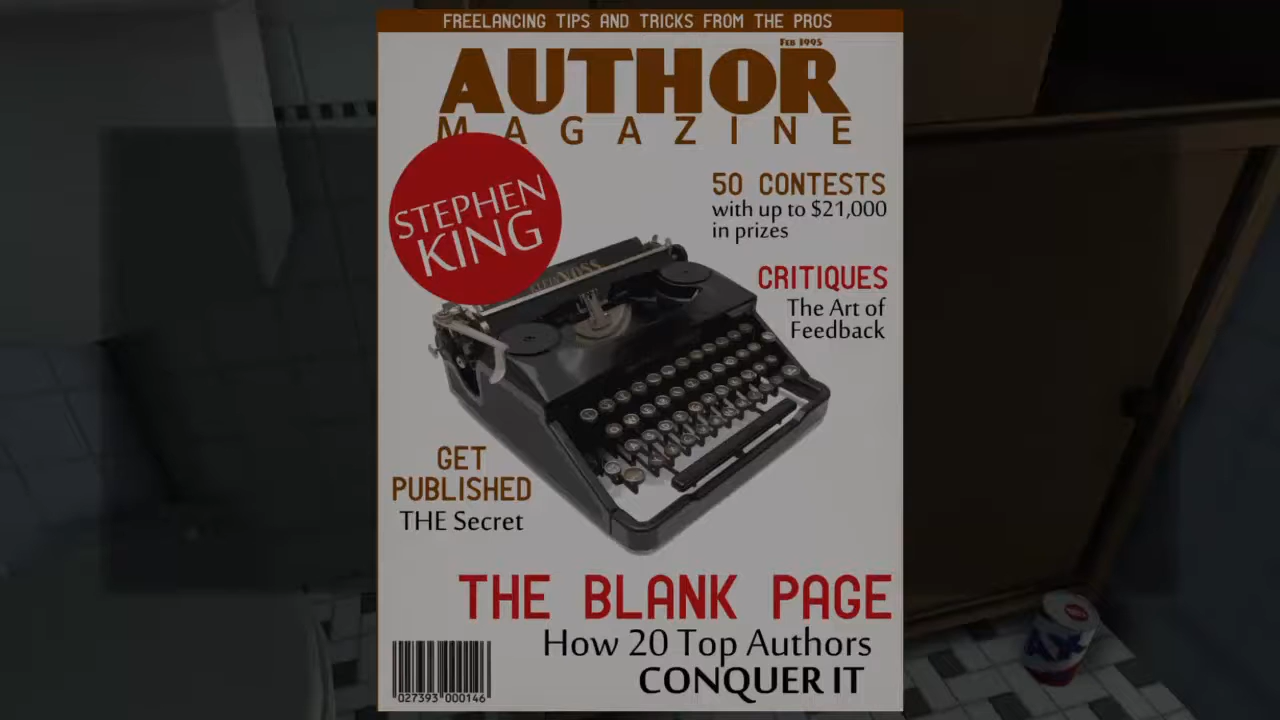 FREELANCING TIPS AND TRICKS FROM THE PROS
FEB 1995
AUTHOR
MAGAZINE
STEPHEN
KING
50 CONTESTS
with up to $21,000
in prizes
CRITIQUES
The Art of
Feedback
VOSS
GET
PUBLISHED
THE Secret
THE BLANK PAGE
How 20 Top Authors
CONQUER IT
027393 000146